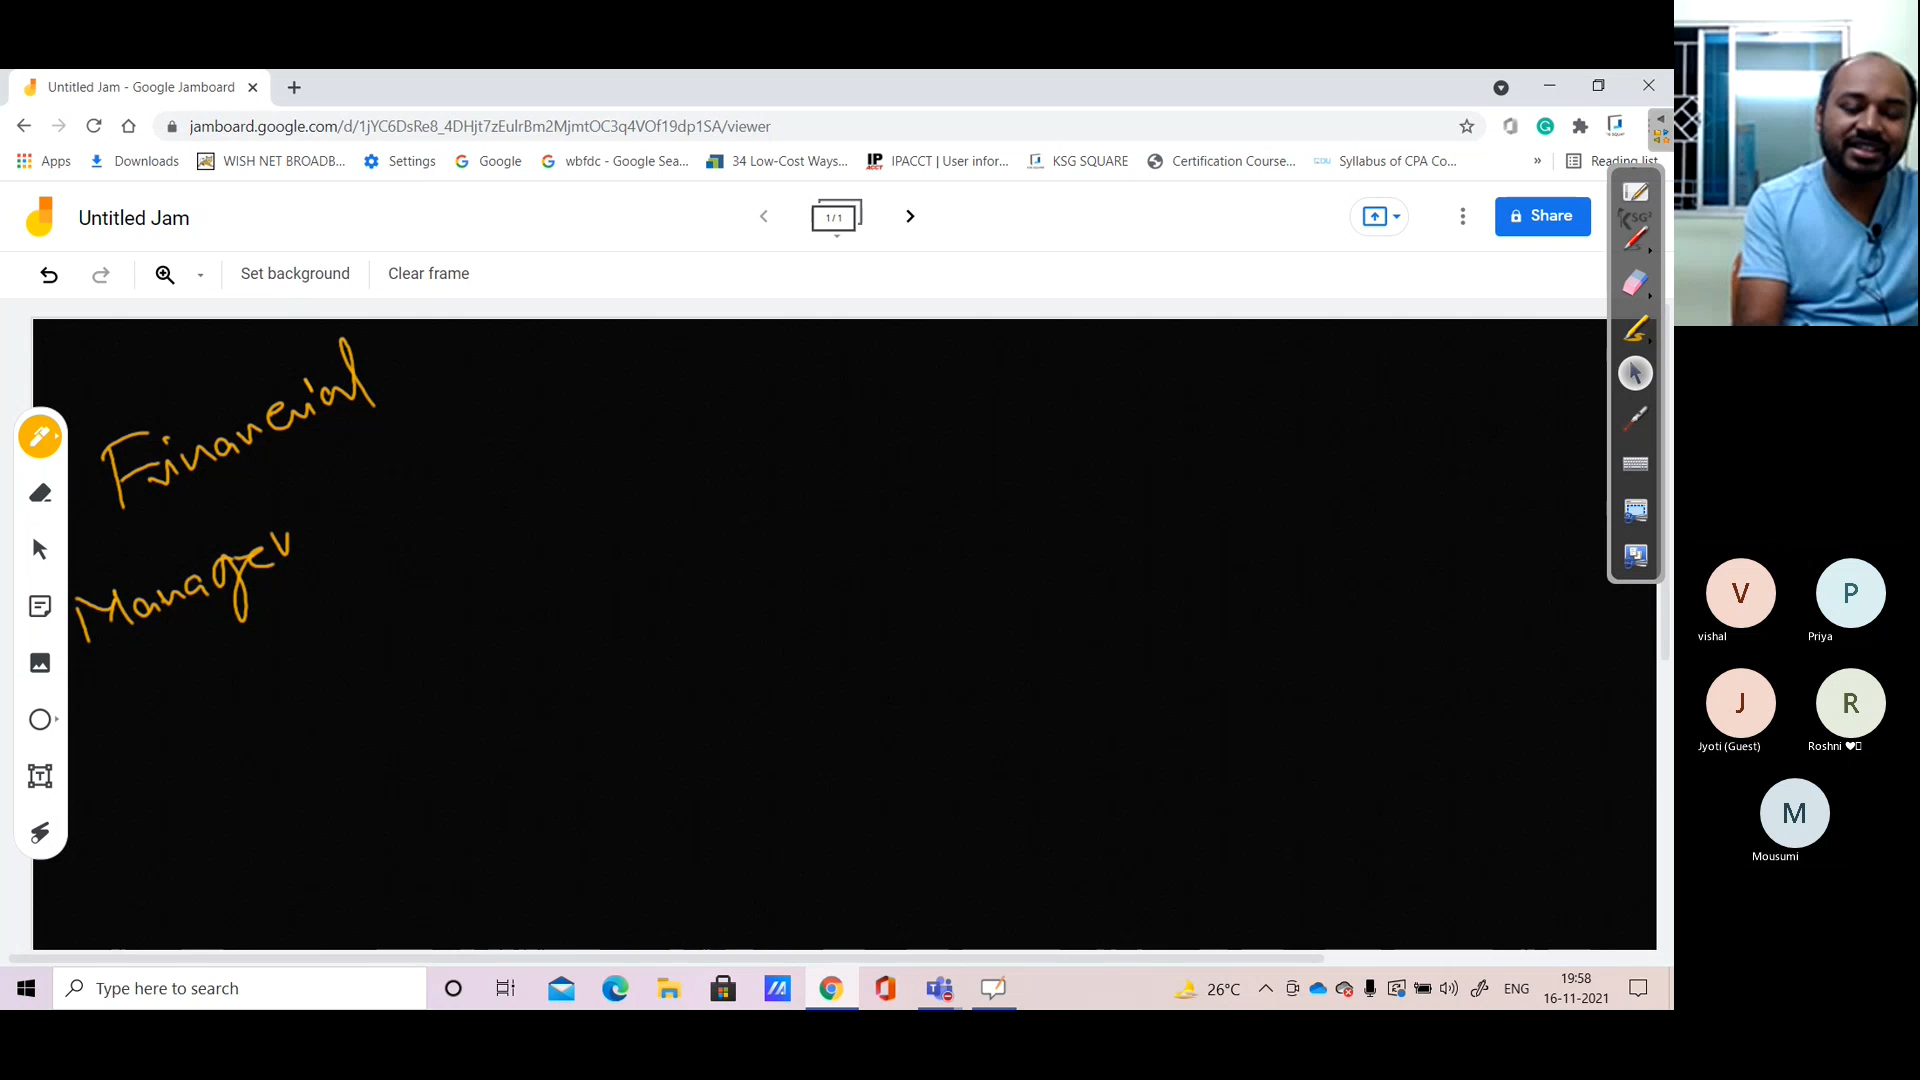 Untitled Jam - Google Jamboard
jamboard.google.com/d/1jYC6DsRe8_4DHjt7zEulrBm2MjmtOC3q4VOf19dp1SA/viewer
Apps Downloads WISH NET BROADB... Settings Google wbfdc - Google Sea... 34 Low-Cost Ways... IP ACCT IPACCT | User infor... KSG SQUARE Certification Course... Syllabus of CPA Co... » Reading list
Untitled Jam
1/1
Share
KSG²
Set background Clear frame
Financial
Manager
V P
vishal Priya
J R
Jyoti (Guest) Roshni
M
Mousumi
Type here to search
26°C
ENG
19:58
16-11-2021